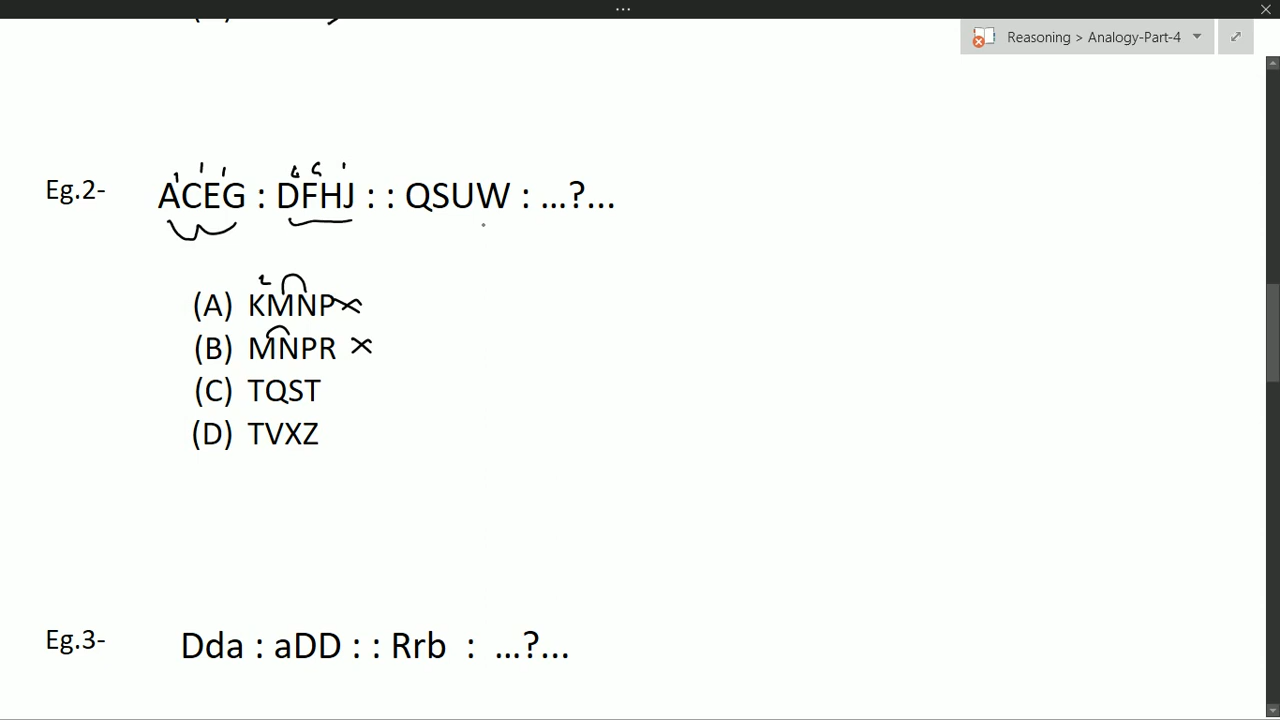 Reasoning > Analogy-Part-4
Eg.2- ACEG : DFHJ : : QSUW : ...?...
(A) KMNP
(B) MNPR
(C) TQST
(D) TVXZ
Eg.3- Dda : aDD : : Rrb : ...?...